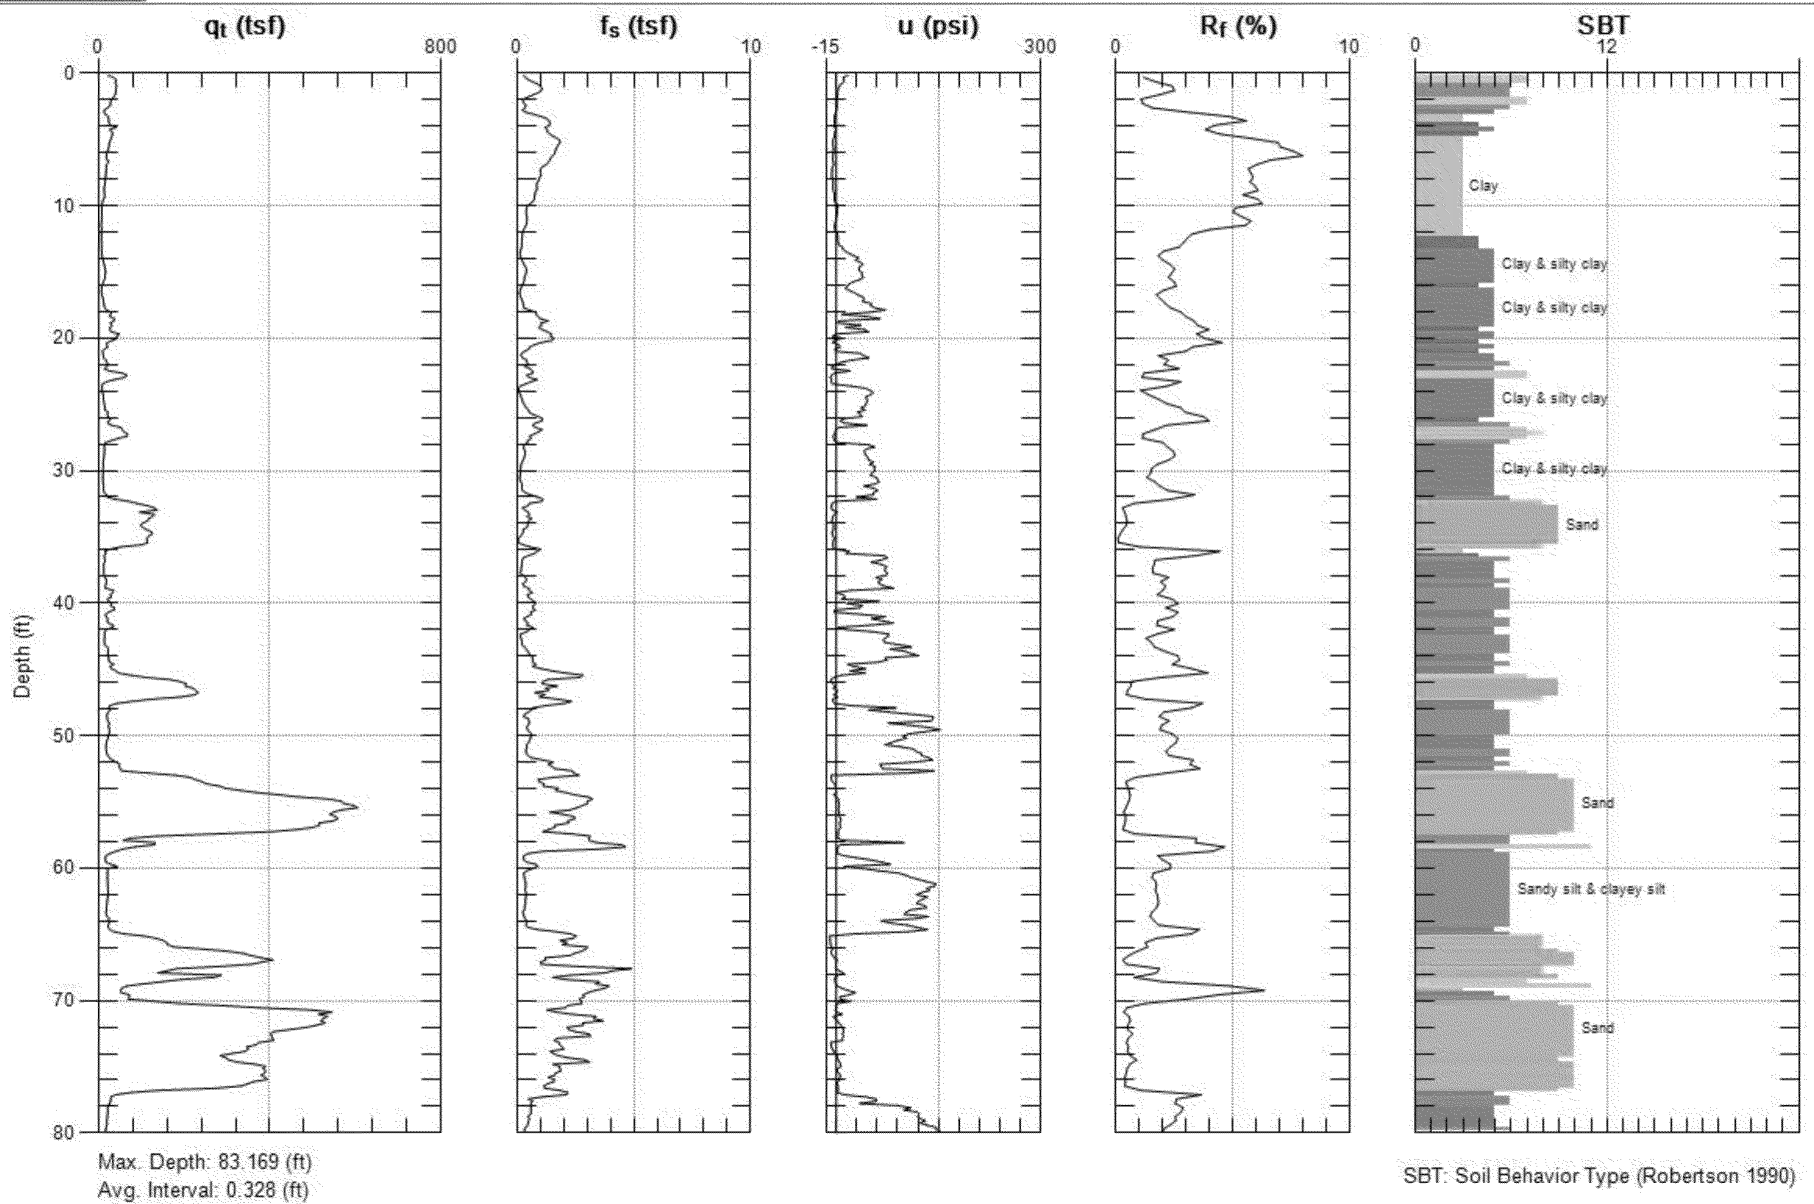 qt (tsf) fs (tsf) u (psi) Rf (%) SBT
0 800 0 10 -15 300 0 10 0 12
0
Clay
10
Clay & silty clay
Clay & silty clay
20
Clay & silty clay
30
Clay & silty clay
Sand
40
Depth (ft)
50
Sand
60
Sandy silt & clayey silt
70
Sand
80
Max. Depth: 83.169 (ft)
Avg. Interval: 0.328 (ft)
SBT: Soil Behavior Type (Robertson 1990)